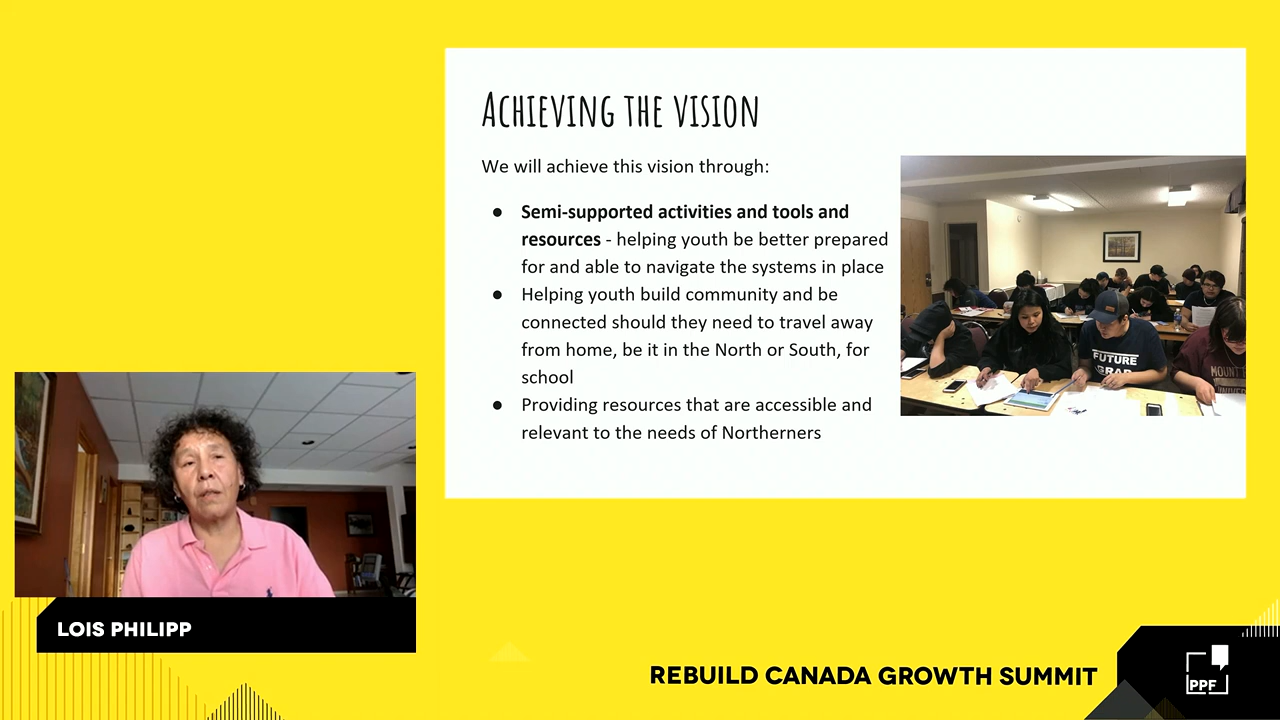 ACHIEVING THE VISION
We will achieve this vision through:
● Semi-supported activities and tools and
resources - helping youth be better prepared
for and able to navigate the systems in place
● Helping youth build community and be
connected should they need to travel away
from home, be it in the North or South, for
school
● Providing resources that are accessible and
relevant to the needs of Northerners
FUTURE
GRAD
MOUNT
LOIS PHILIPP
REBUILD CANADA GROWTH SUMMIT
PPF